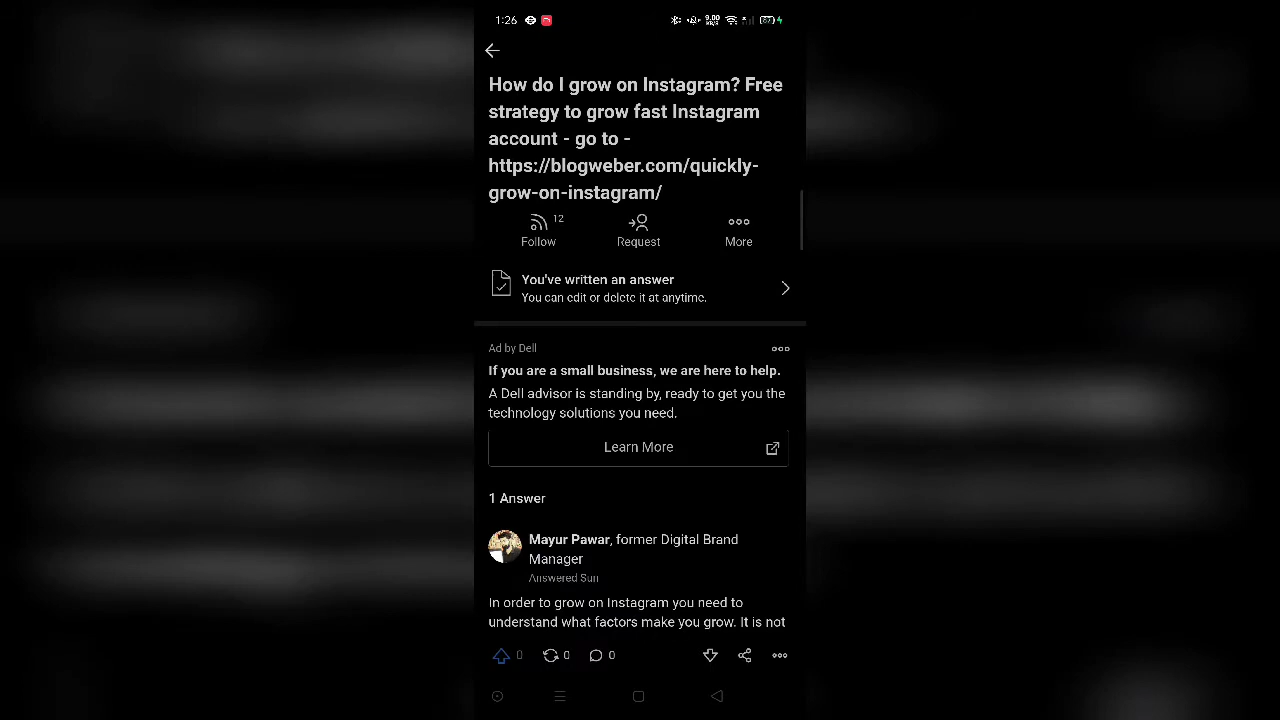 1:26
9.00
KB/S
67
How do I grow on Instagram? Free
strategy to grow fast Instagram
account - go to -
https://blogweber.com/quickly-
grow-on-instagram/
12
Follow
Request
More
You've written an answer
You can edit or delete it at anytime.
Ad by Dell
If you are a small business, we are here to help.
A Dell advisor is standing by, ready to get you the
technology solutions you need.
Learn More
1 Answer
Mayur Pawar, former Digital Brand
Manager
Answered Sun
In order to grow on Instagram you need to
understand what factors make you grow. It is not
0
0
0